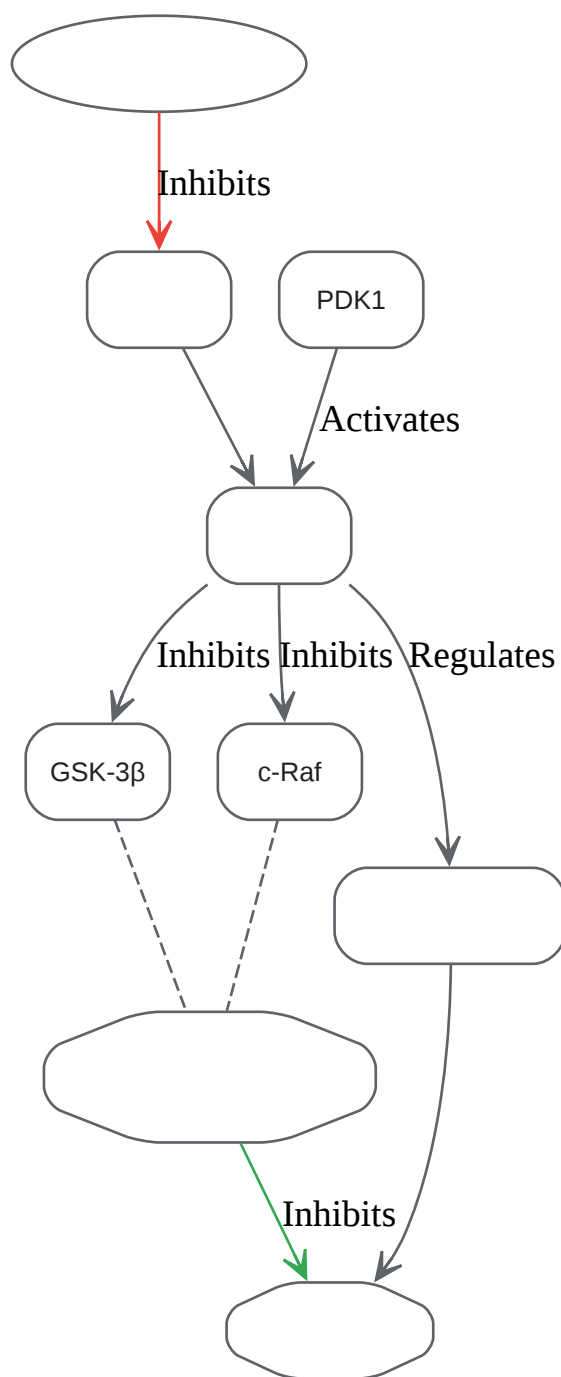 Inhibits
PDK1
Activates
Inhibits
Inhibits
Regulates
GSK-3β
c-Raf
Inhibits